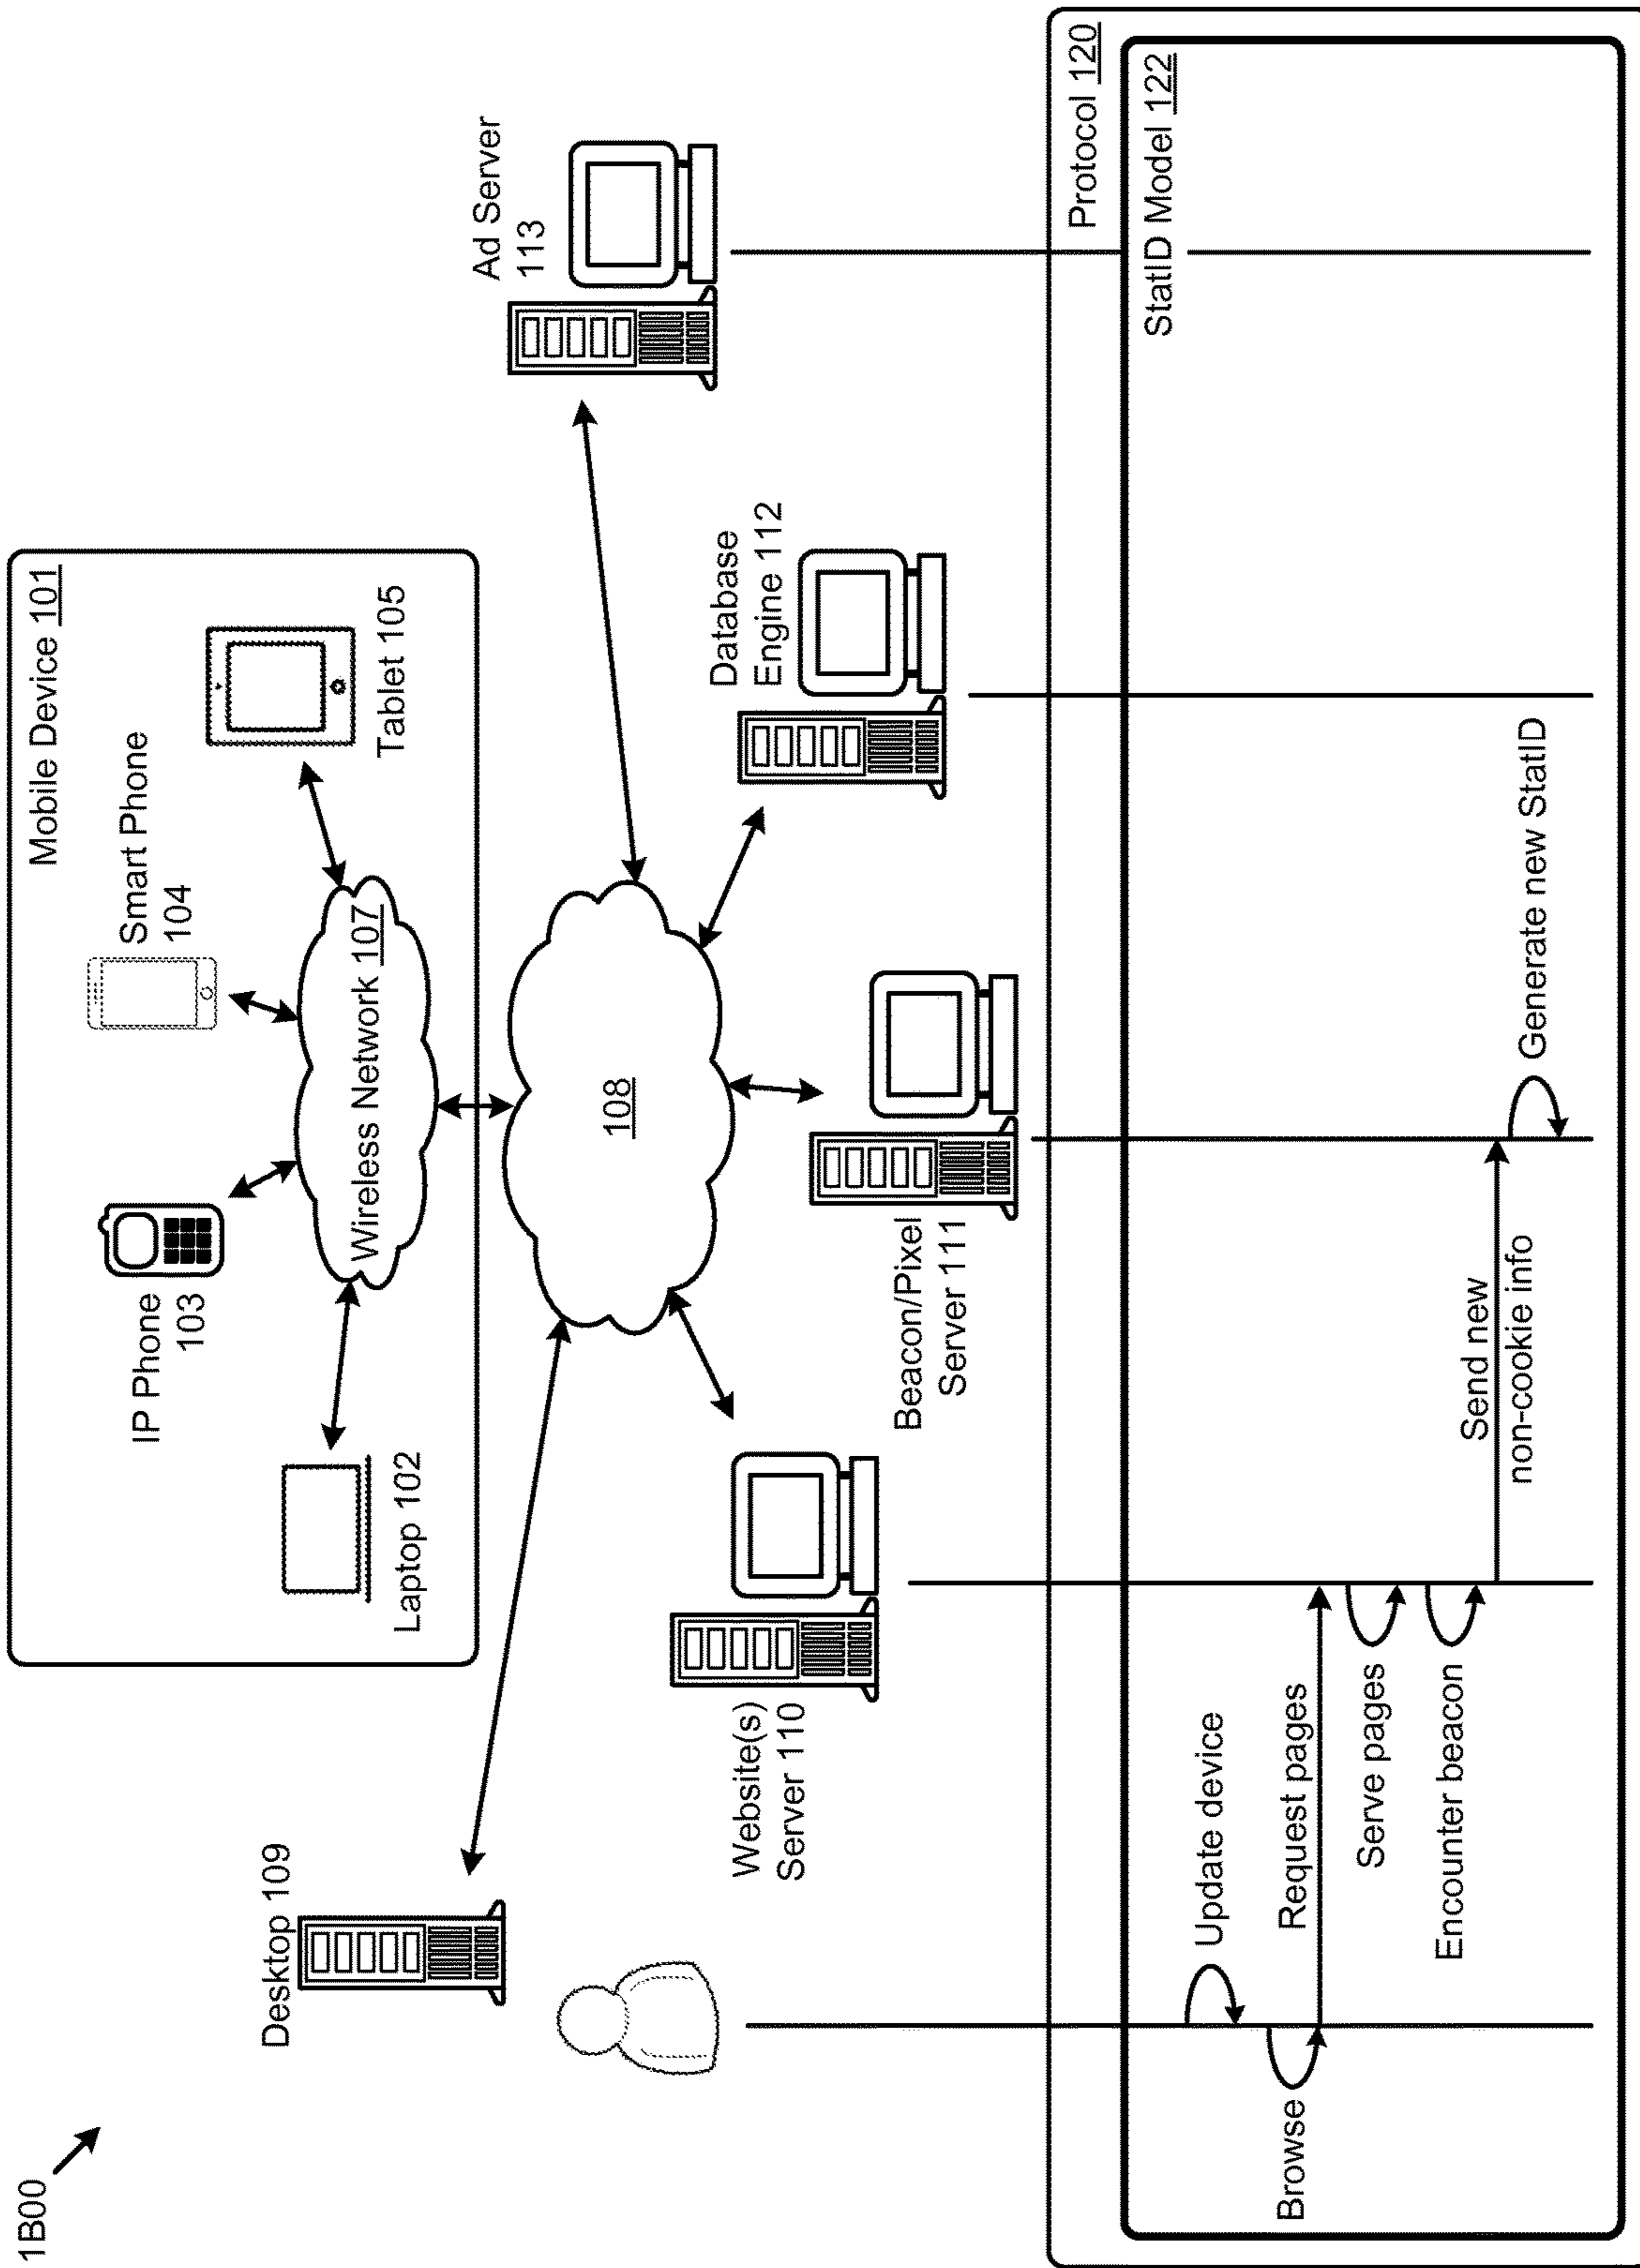 1B00
Mobile Device 101
IP Phone
103
Smart Phone
104
Laptop 102
Wireless Network 107
Tablet 105
Desktop 109
108
Ad Server
113
Website(s)
Server 110
Beacon/Pixel
Server 111
Database
Engine 112
Protocol 120
StatID Model 122
Update device
Browse
Request pages
Serve pages
Encounter beacon
Send new
non-cookie info
Generate new StatID